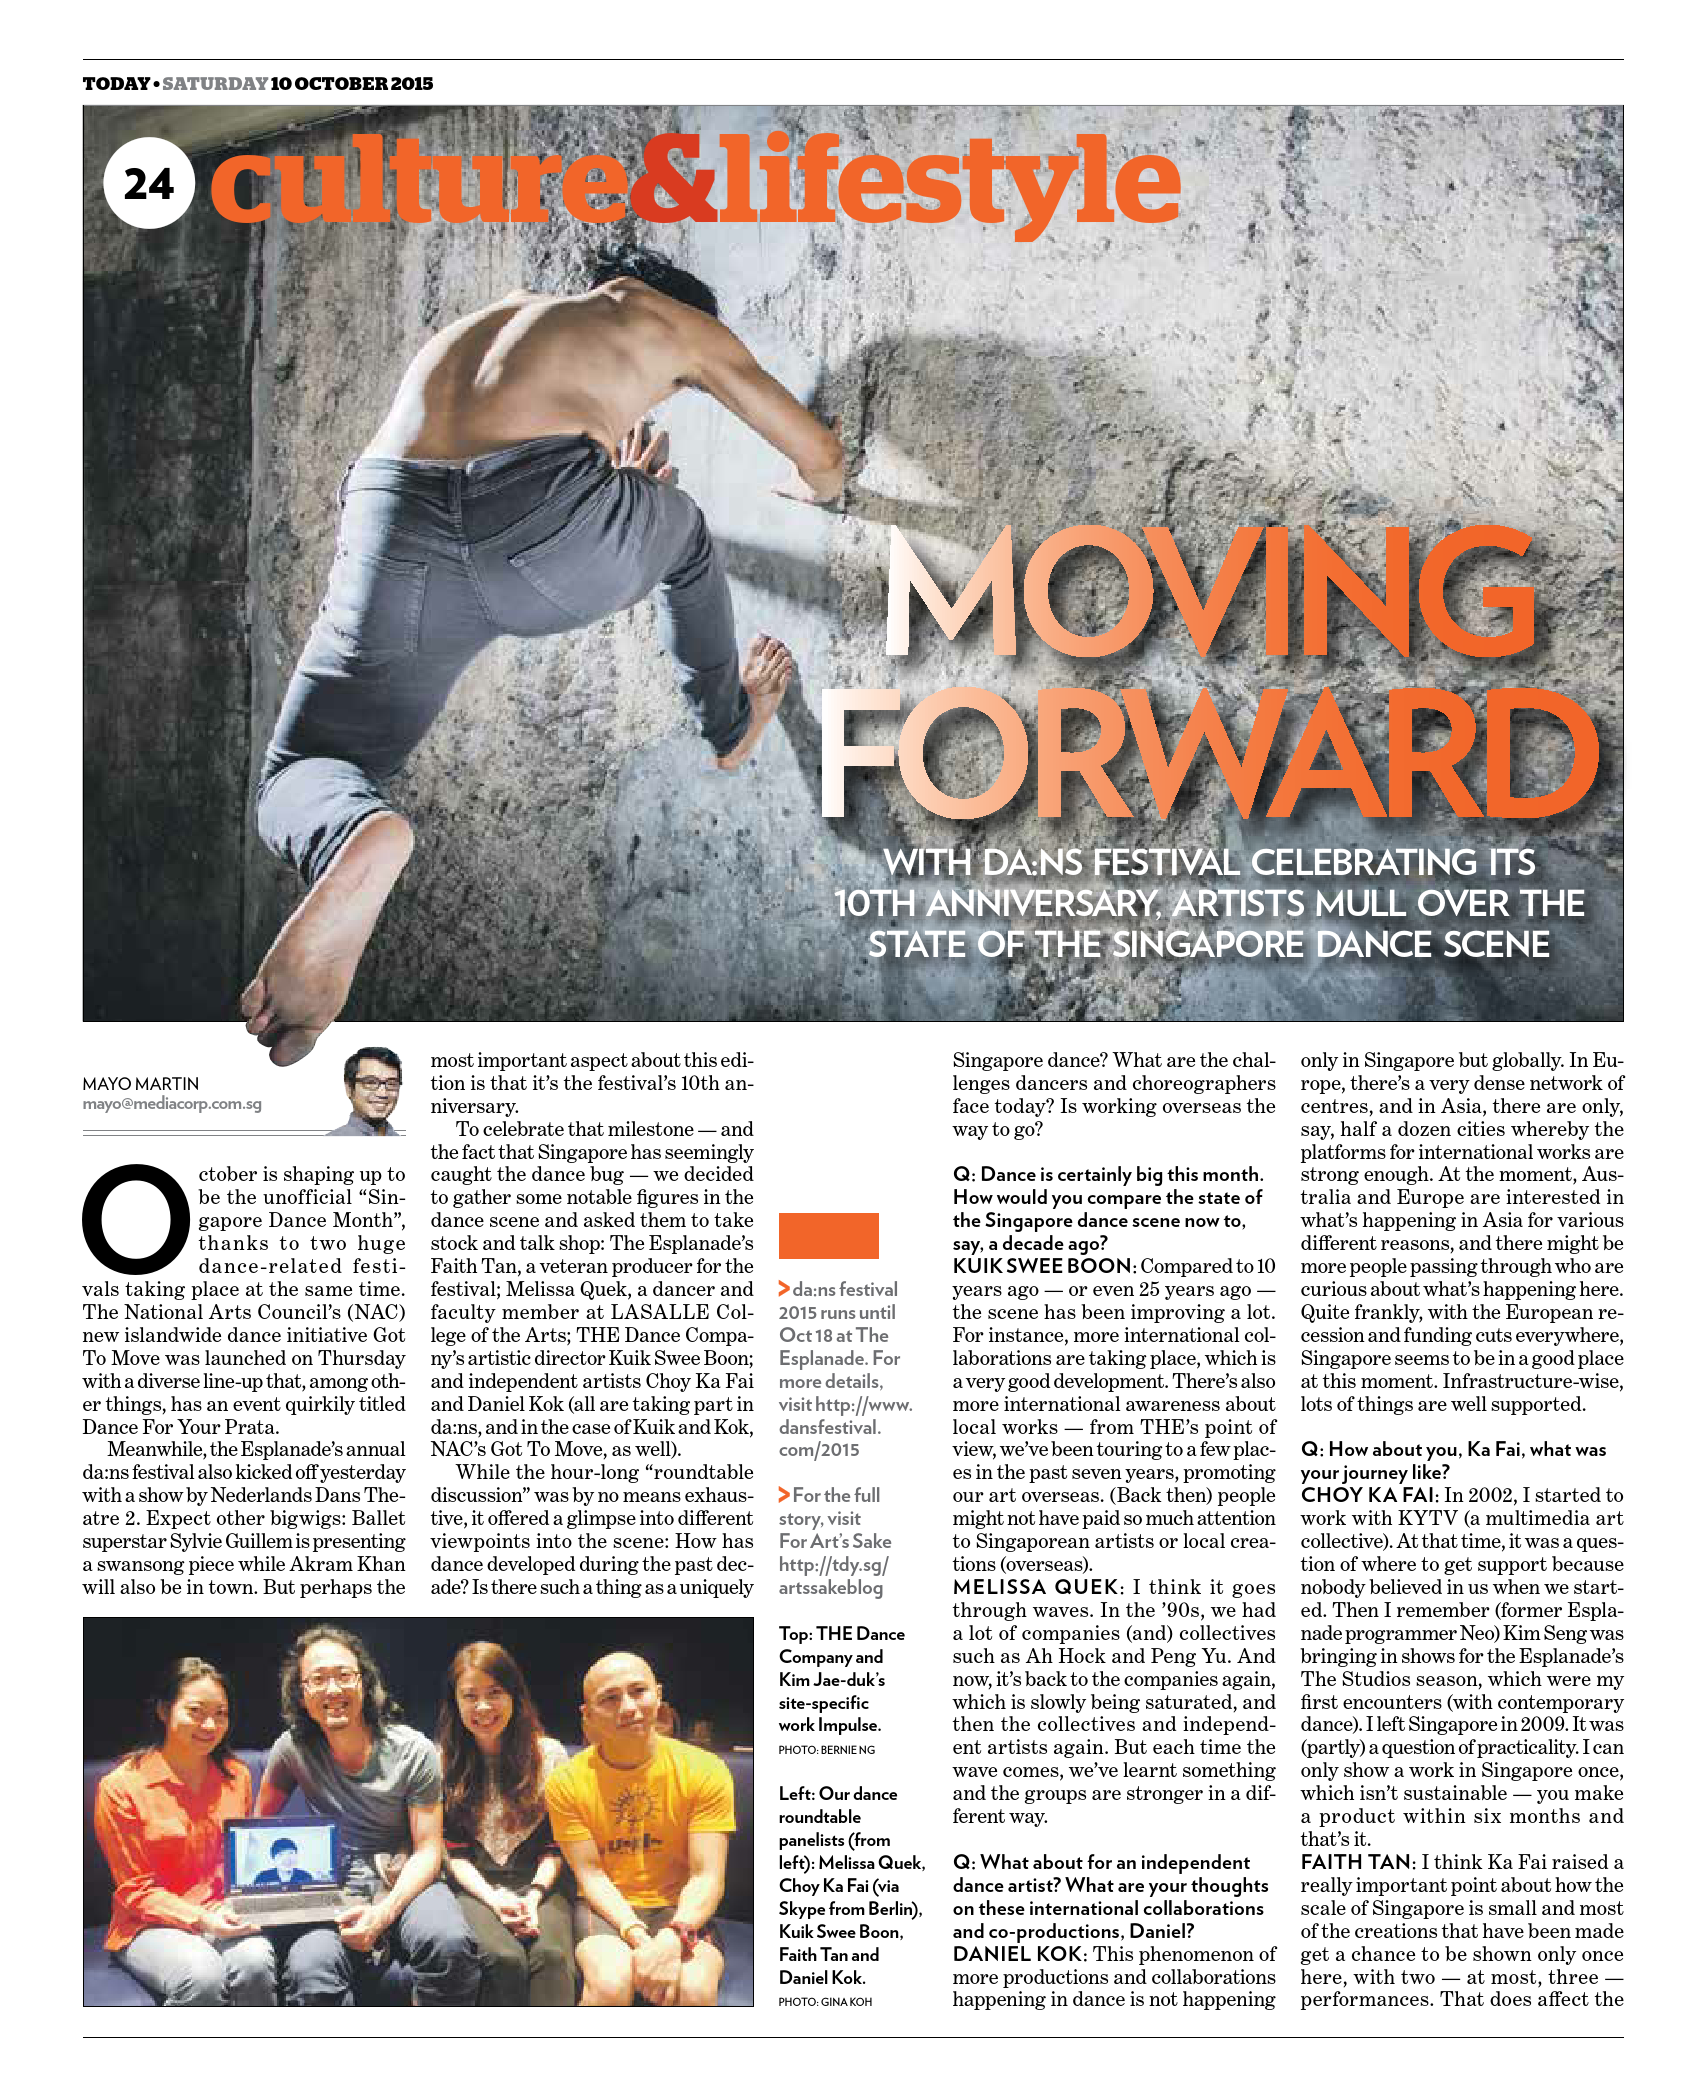 TODAY • SATURDAY 10 OCTOBER 2015
24 culture&lifestyle
MOVING
FORWARD
WITH DA:NS FESTIVAL CELEBRATING ITS
10TH ANNIVERSARY, ARTISTS MULL OVER THE
STATE OF THE SINGAPORE DANCE SCENE
MAYO MARTIN
mayo@mediacorp.com.sg
October is shaping up to
be the unofficial “Sin-
gapore Dance Month”,
thanks to two huge
dance-related festi-
vals taking place at the same time.
The National Arts Council’s (NAC)
new islandwide dance initiative Got
To Move was launched on Thursday
with a diverse line-up that, among oth-
er things, has an event quirkily titled
Dance For Your Prata.
Meanwhile, the Esplanade’s annual
da:ns festival also kicked off yesterday
with a show by Nederlands Dans The-
atre 2. Expect other bigwigs: Ballet
superstar Sylvie Guillem is presenting
a swansong piece while Akram Khan
will also be in town. But perhaps the
most important aspect about this edi-
tion is that it’s the festival’s 10th an-
niversary.
To celebrate that milestone — and
the fact that Singapore has seemingly
caught the dance bug — we decided
to gather some notable figures in the
dance scene and asked them to take
stock and talk shop: The Esplanade’s
Faith Tan, a veteran producer for the
festival; Melissa Quek, a dancer and
faculty member at LASALLE Col-
lege of the Arts; THE Dance Compa-
ny’s artistic director Kuik Swee Boon;
and independent artists Choy Ka Fai
and Daniel Kok (all are taking part in
da:ns, and in the case of Kuik and Kok,
NAC’s Got To Move, as well).
While the hour-long “roundtable
discussion” was by no means exhaus-
tive, it offered a glimpse into different
viewpoints into the scene: How has
dance developed during the past dec-
ade? Is there such a thing as a uniquely
> da:ns festival
2015 runs until
Oct 18 at The
Esplanade. For
more details,
visit http://www.
dansfestival.
com/2015
> For the full
story, visit
For Art’s Sake
http://tdy.sg/
artssakeblog
Top: THE Dance
Company and
Kim Jae-duk’s
site-specific
work Impulse.
PHOTO: BERNIE NG
Left: Our dance
roundtable
panelists (from
left): Melissa Quek,
Choy Ka Fai (via
Skype from Berlin),
Kuik Swee Boon,
Faith Tan and
Daniel Kok.
PHOTO: GINA KOH
Singapore dance? What are the chal-
lenges dancers and choreographers
face today? Is working overseas the
way to go?
Q: Dance is certainly big this month.
How would you compare the state of
the Singapore dance scene now to,
say, a decade ago?
KUIK SWEE BOON: Compared to 10
years ago — or even 25 years ago —
the scene has been improving a lot.
For instance, more international col-
laborations are taking place, which is
a very good development. There’s also
more international awareness about
local works — from THE’s point of
view, we’ve been touring to a few plac-
es in the past seven years, promoting
our art overseas. (Back then) people
might not have paid so much attention
to Singaporean artists or local crea-
tions (overseas).
MELISSA QUEK: I think it goes
through waves. In the ’90s, we had
a lot of companies (and) collectives
such as Ah Hock and Peng Yu. And
now, it’s back to the companies again,
which is slowly being saturated, and
then the collectives and independ-
ent artists again. But each time the
wave comes, we’ve learnt something
and the groups are stronger in a dif-
ferent way.
Q: What about for an independent
dance artist? What are your thoughts
on these international collaborations
and co-productions, Daniel?
DANIEL KOK: This phenomenon of
more productions and collaborations
happening in dance is not happening
only in Singapore but globally. In Eu-
rope, there’s a very dense network of
centres, and in Asia, there are only,
say, half a dozen cities whereby the
platforms for international works are
strong enough. At the moment, Aus-
tralia and Europe are interested in
what’s happening in Asia for various
different reasons, and there might be
more people passing through who are
curious about what’s happening here.
Quite frankly, with the European re-
cession and funding cuts everywhere,
Singapore seems to be in a good place
at this moment. Infrastructure-wise,
lots of things are well supported.
Q: How about you, Ka Fai, what was
your journey like?
CHOY KA FAI: In 2002, I started to
work with KYTV (a multimedia art
collective). At that time, it was a ques-
tion of where to get support because
nobody believed in us when we start-
ed. Then I remember (former Espla-
nade programmer Neo) Kim Seng was
bringing in shows for the Esplanade’s
The Studios season, which were my
first encounters (with contemporary
dance). I left Singapore in 2009. It was
(partly) a question of practicality. I can
only show a work in Singapore once,
which isn’t sustainable — you make
a product within six months and
that’s it.
FAITH TAN: I think Ka Fai raised a
really important point about how the
scale of Singapore is small and most
of the creations that have been made
get a chance to be shown only once
here, with two — at most, three —
performances. That does affect the